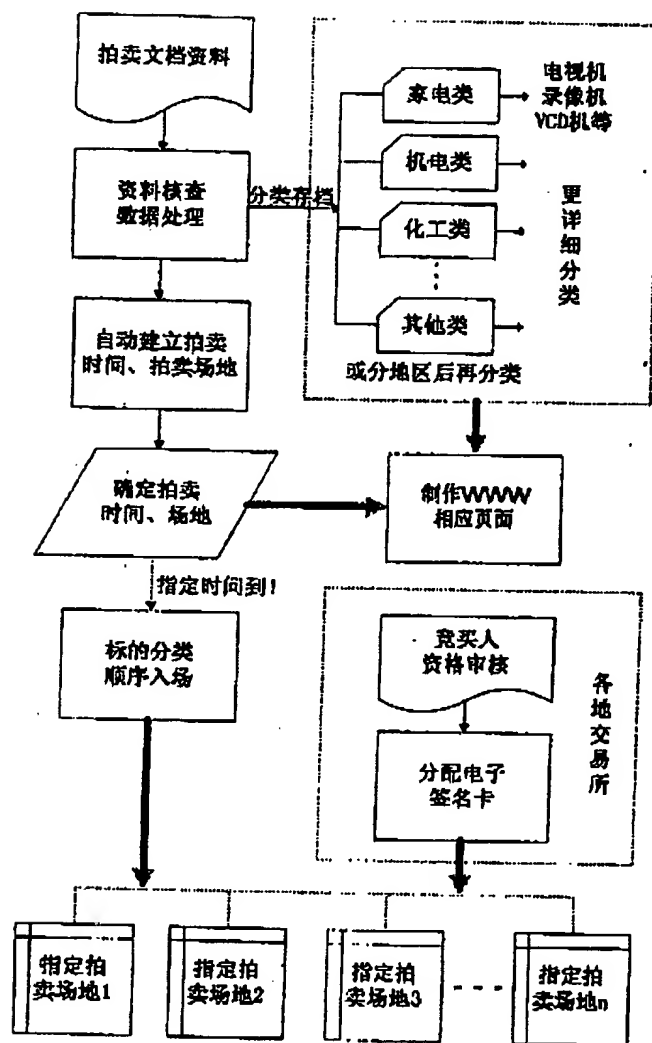 拍卖文档资料
资料核查
数据处理
分类存档
家电类
电视机
录像机
VCD机等
机电类
化工类
其他类
更详细分类
或分地区后再分类
自动建立拍卖
时间、拍卖场地
确定拍卖
时间、场地
制作WWW
相应页面
指定时间到!
标的分类
顺序入场
竞买人
资格审核
分配电子
签名卡
各地交易所
指定拍
卖场地1
指定拍
卖场地2
指定拍
卖场地3
指定拍
卖场地n